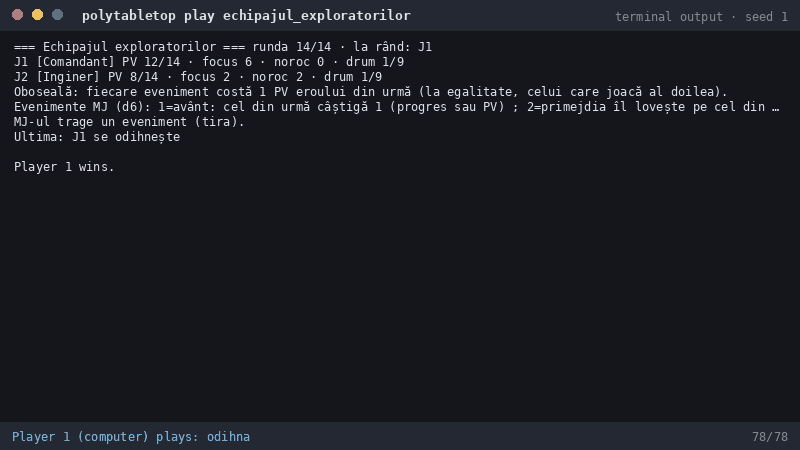 polytabletop play echipajul_exploratorilor
terminal output · seed 1
=== Echipajul exploratorilor === runda 14/14 · la rând: J1
J1 [Comandant] PV 12/14 · focus 6 · noroc 0 · drum 1/9
J2 [Inginer] PV 8/14 · focus 2 · noroc 2 · drum 1/9
Oboseală: fiecare eveniment costă 1 PV eroului din urmă (la egalitate, celui care joacă al doilea).
Evenimente MJ (d6): 1=avânt: cel din urmă câștigă 1 (progres sau PV) ; 2=primejdia îl lovește pe cel din …
MJ-ul trage un eveniment (tira).
Ultima: J1 se odihnește
Player 1 wins.
Player 1 (computer) plays: odihna
78/78